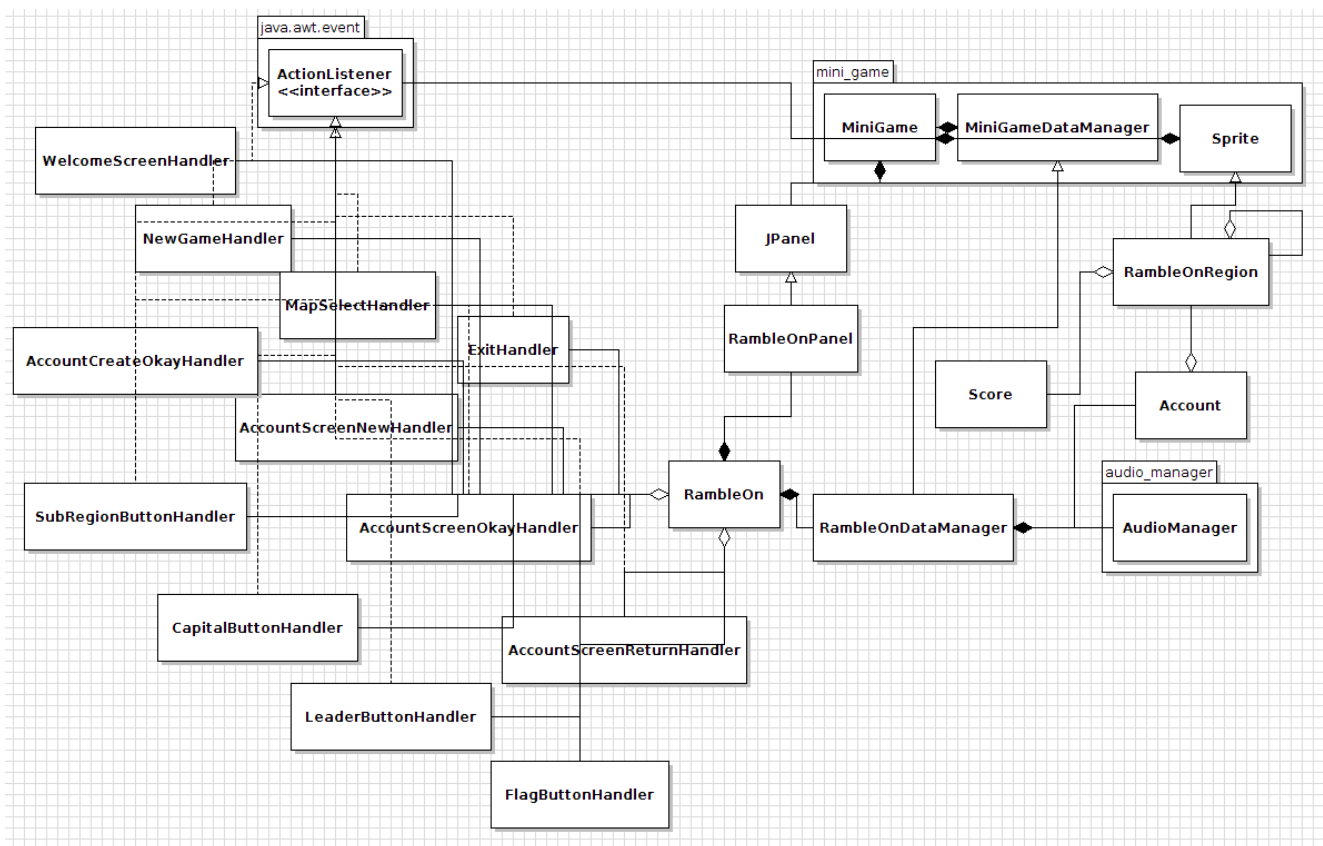 java.awt.event
ActionListener
<<interface>>
mini_game
MiniGame
MiniGameDataManager
Sprite
WelcomeScreenHandler
NewGameHandler
JPanel
RambleOnRegion
MapSelectHandler
ExitHandler
RambleOnPanel
AccountCreateOkayHandler
Score
Account
AccountScreenNewHandler
audio_manager
RambleOn
SubRegionButtonHandler
AccountScreenOkayHandler
RambleOnDataManager
AudioManager
CapitalButtonHandler
AccountScreenReturnHandler
LeaderButtonHandler
FlagButtonHandler